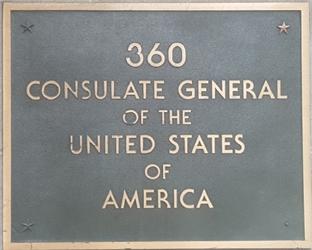 360
CONSULATE GENERAL
OF THE
UNITED STATES
OF
AMERICA